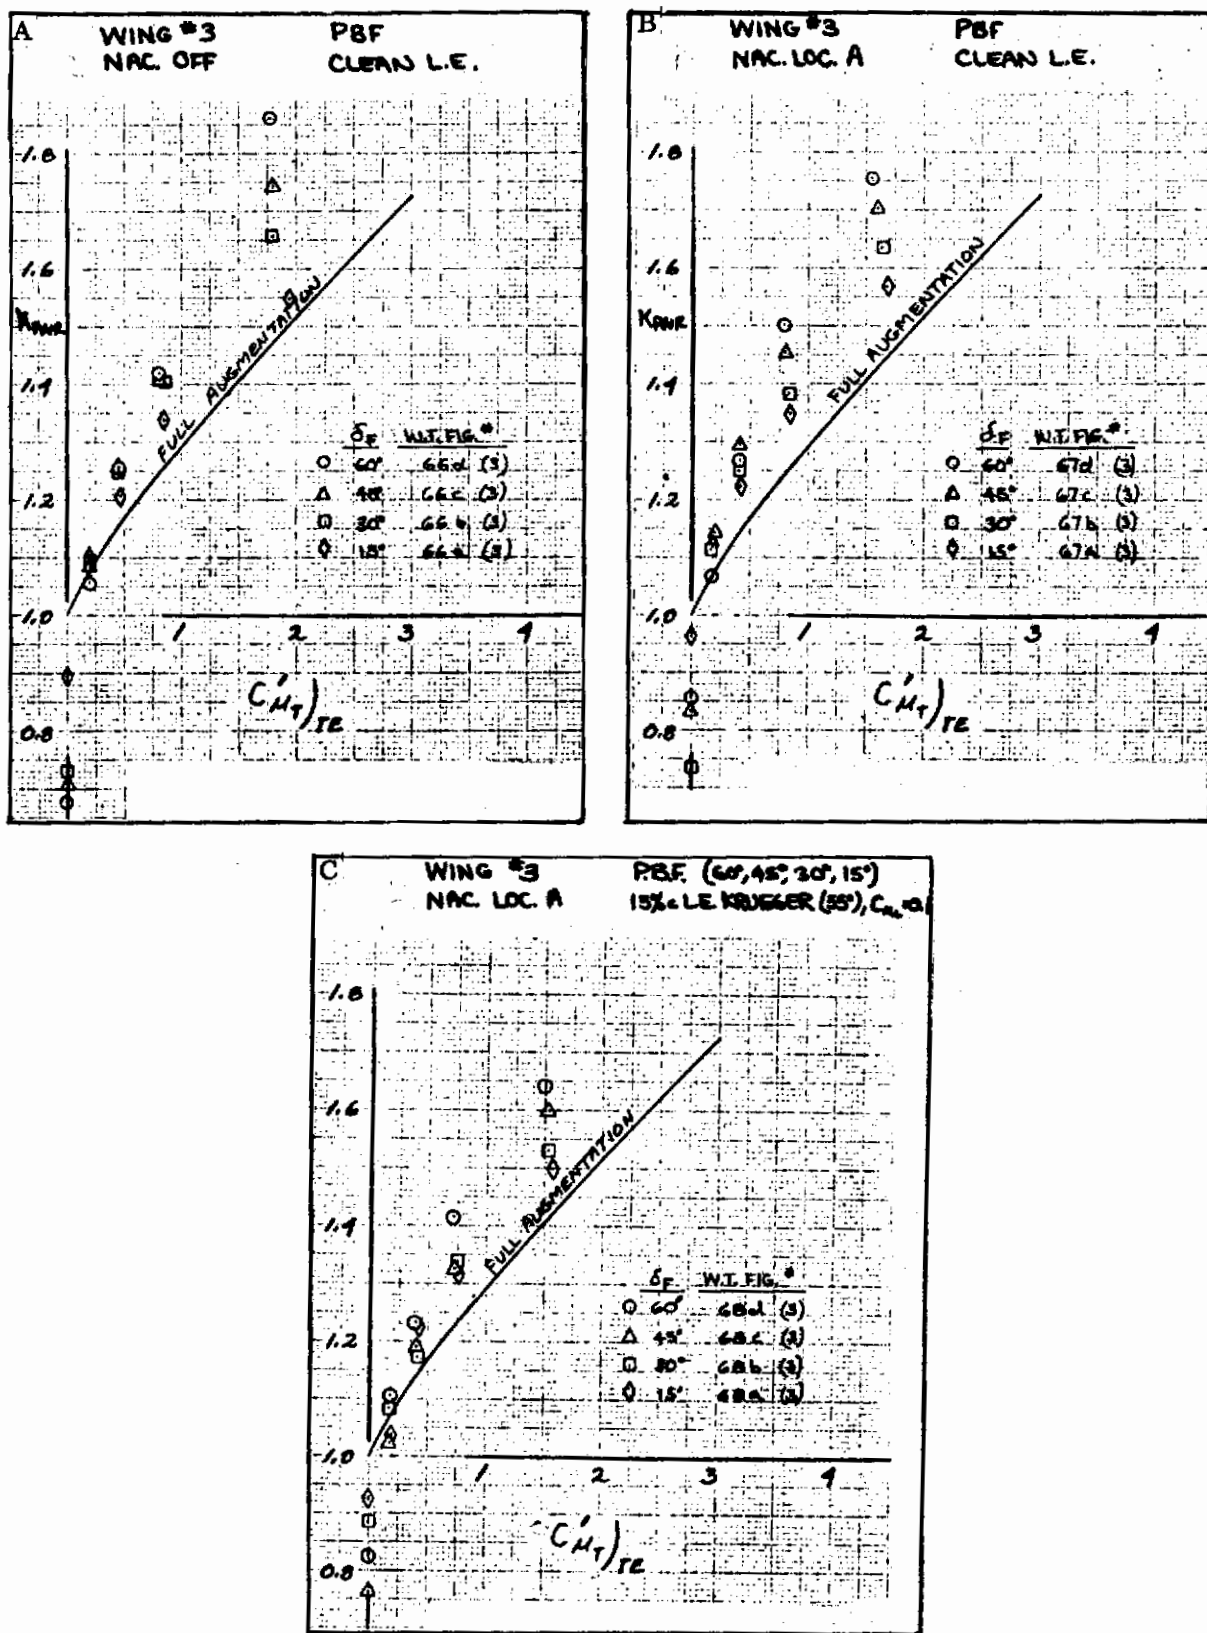 A
WING #3 PBF
NAC. OFF CLEAN L.E.
1.8
1.6
KPWR
1.4
1.2
1.0
0.8
FULL AUGMENTATION
δF W.T. FIG.#
60° 66d (3)
45° 66c (3)
30° 66b (3)
15° 66a (3)
1 2 3 4
C'μT)TE
B
WING #3 PBF
NAC. LOC. A CLEAN L.E.
1.8
1.6
KPWR
1.4
1.2
1.0
0.8
FULL AUGMENTATION
δF W.T. FIG.#
60° 67d (3)
45° 67c (3)
30° 67b (3)
15° 67a (3)
1 2 3 4
C'μT)TE
C
WING #3 P.B.F. (60°, 45°, 30°, 15°)
NAC. LOC. A 15%c L.E. KRUEGER (55°),
1.8
1.6
1.4
1.2
1.0
0.8
FULL AUGMENTATION
δF W.T. FIG.#
60° 68d (3)
45° 68c (3)
30° 68b (3)
15° 68a (3)
1 2 3 4
C'μT)TE